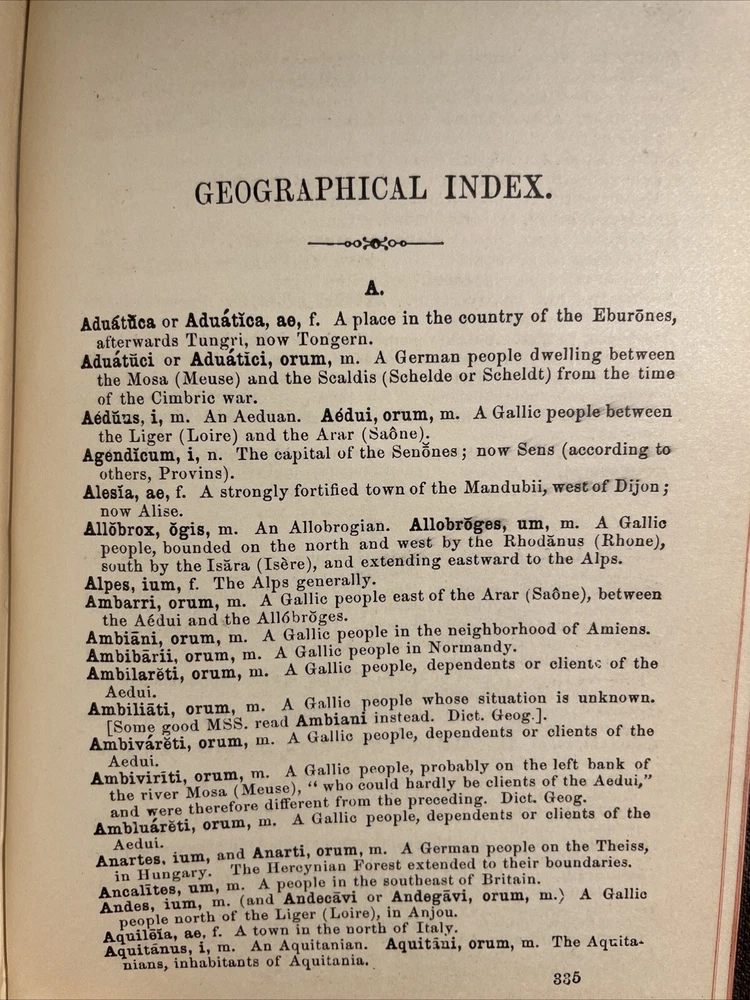 GEOGRAPHICAL INDEX.
A.
Aduátŭca or Aduátĭca, ae, f. A place in the country of the Eburōnes,
afterwards Tungri, now Tongern.
Aduátŭci or Aduátici, orum, m. A German people dwelling between
the Mosa (Meuse) and the Scaldis (Schelde or Scheldt) from the time
of the Cimbric war.
Aédŭus, i, m. An Aeduan. Aédui, orum, m. A Gallic people between
the Liger (Loire) and the Arar (Saône).
Agendĭcum, i, n. The capital of the Senŏnes; now Sens (according to
others, Provins).
Alesĭa, ae, f. A strongly fortified town of the Mandubii, west of Dijon;
now Alise.
Allŏbrox, ŏgis, m. An Allobrogian. Allobrŏges, um, m. A Gallic
people, bounded on the north and west by the Rhodănus (Rhone),
south by the Isăra (Isère), and extending eastward to the Alps.
Alpes, ium, f. The Alps generally.
Ambarri, orum, m. A Gallic people east of the Arar (Saône), between
the Aédui and the Allóbrŏges.
Ambiāni, orum, m. A Gallic people in the neighborhood of Amiens.
Ambibārii, orum, m. A Gallic people in Normandy.
Ambilarĕti, orum, m. A Gallic people, dependents or clients of the
Aedui.
Ambiliāti, orum, m. A Gallic people whose situation is unknown.
[Some good MSS. read Ambiani instead. Dict. Geog.].
Ambivárĕti, orum, m. A Gallic people, dependents or clients of the
Aedui.
Ambivirĭti, orum, m. A Gallic people, probably on the left bank of
the river Mosa (Meuse), “ who could hardly be clients of the Aedui,”
and were therefore different from the preceding. Dict. Geog.
Ambluárĕti, orum, m. A Gallic people, dependents or clients of the
Aedui.
Anartes, ium, and Anarti, orum, m. A German people on the Theiss,
in Hungary. The Hercynian Forest extended to their boundaries.
Ancalĭtes, um, m. A people in the southeast of Britain.
Andes, ium, m. (and Andecāvi or Andegāvi, orum, m.) A Gallic
people north of the Liger (Loire), in Anjou.
Aquilēĭa, ae, f. A town in the north of Italy.
Aquitānus, i, m. An Aquitanian. Aquitāni, orum, m. The Aquita-
nians, inhabitants of Aquitania.
335